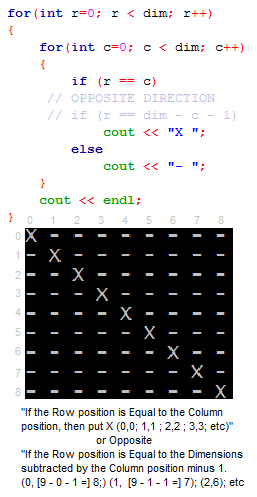 for(int r=0; r < dim; r++)
{
for(int c=0; c < dim; c++)
{
if (r == c)
// OPPOSITE DIRECTION
// if (r == dim - c - 1)
cout << "X ";
else
cout << "- ";
}
cout << endl;
}
0 1 2 3 4 5 6 7 8
0 X - - - - - - - -
1 - X - - - - - - -
2 - - X - - - - - -
3 - - - X - - - - -
4 - - - - X - - - -
5 - - - - - X - - -
6 - - - - - - X - -
7 - - - - - - - X -
8 - - - - - - - - X
"If the Row position is Equal to the Column
position, then put X (0,0; 1,1 ; 2,2 ; 3,3; etc)"
or Opposite
"If the Row position is Equal to the Dimensions
subtracted by the Column position minus 1.
(0, [9 - 0 - 1 =] 8;) (1, [9 - 1 - 1 =] 7); (2,6); etc